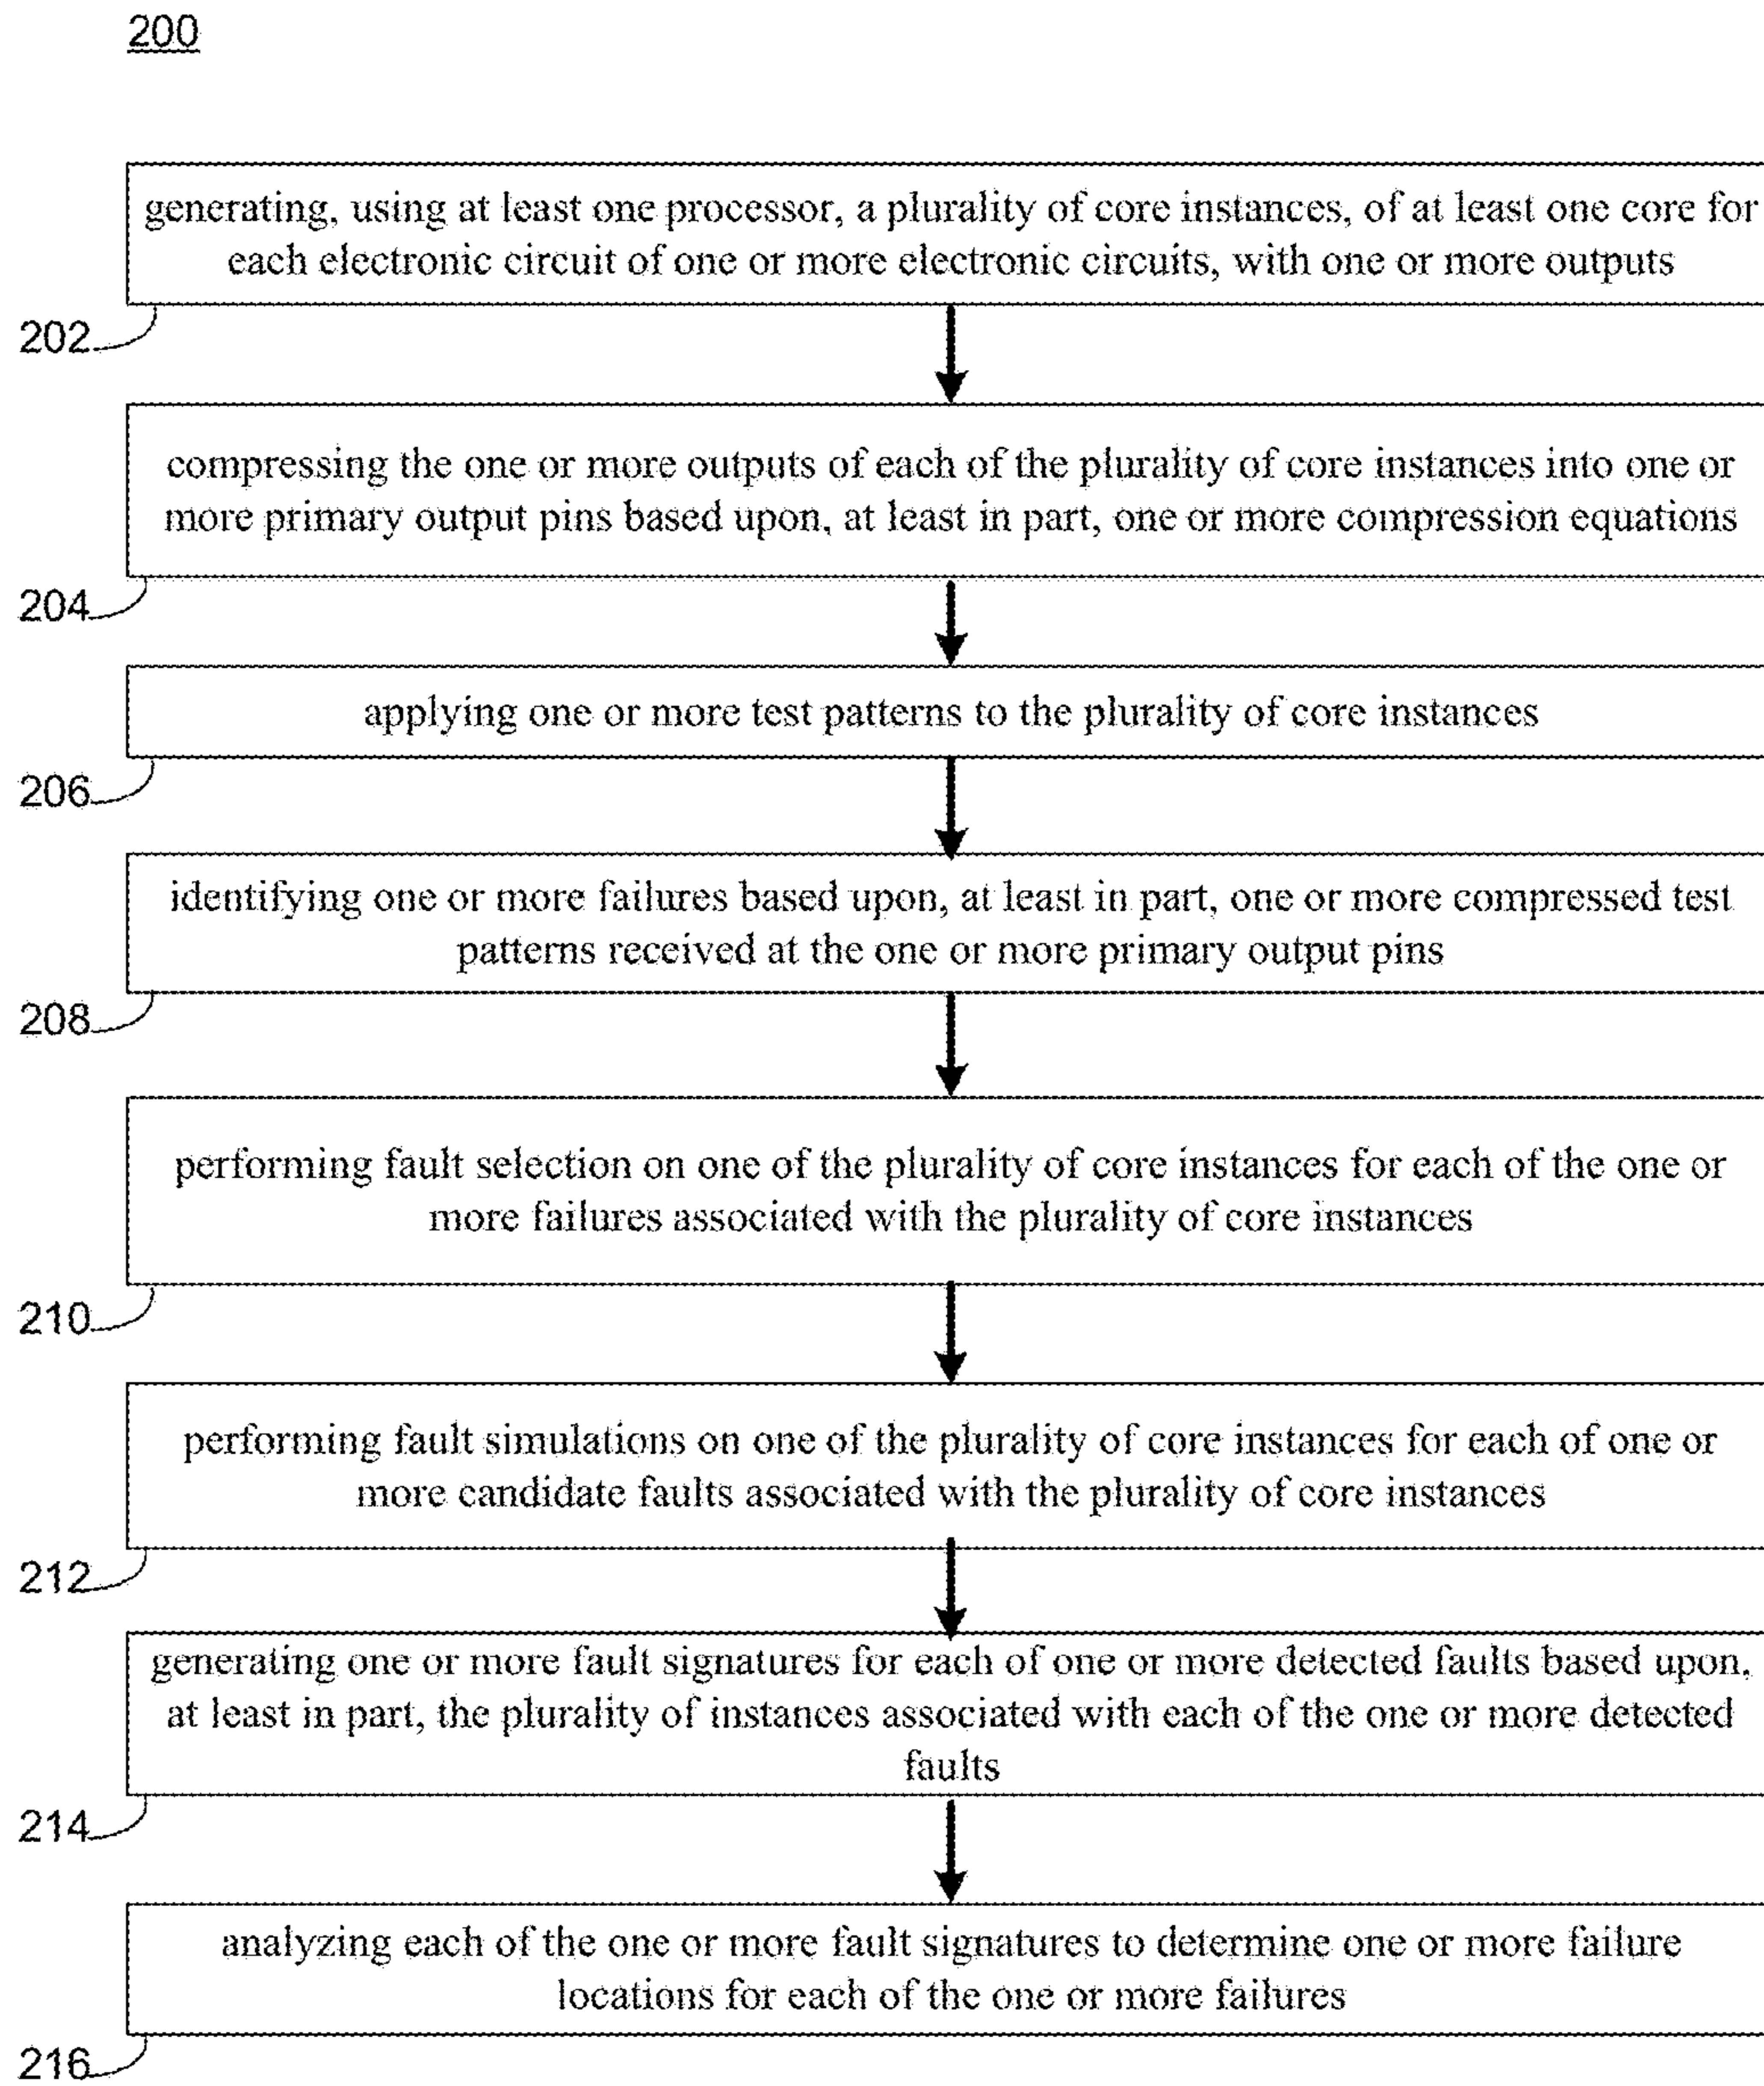 200
generating, using at least one processor, a plurality of core instances, of at least one core for
each electronic circuit of one or more electronic circuits, with one or more outputs
202
compressing the one or more outputs of each of the plurality of core instances into one or
more primary output pins based upon, at least in part, one or more compression equations
204
applying one or more test patterns to the plurality of core instances
206
identifying one or more failures based upon, at least in part, one or more compressed test
patterns received at the one or more primary output pins
208
performing fault selection on one of the plurality of core instances for each of the one or
more failures associated with the plurality of core instances
210
performing fault simulations on one of the plurality of core instances for each of one or
more candidate faults associated with the plurality of core instances
212
generating one or more fault signatures for each of one or more detected faults based upon,
at least in part, the plurality of instances associated with each of the one or more detected
faults
214
analyzing each of the one or more fault signatures to determine one or more failure
locations for each of the one or more failures
216